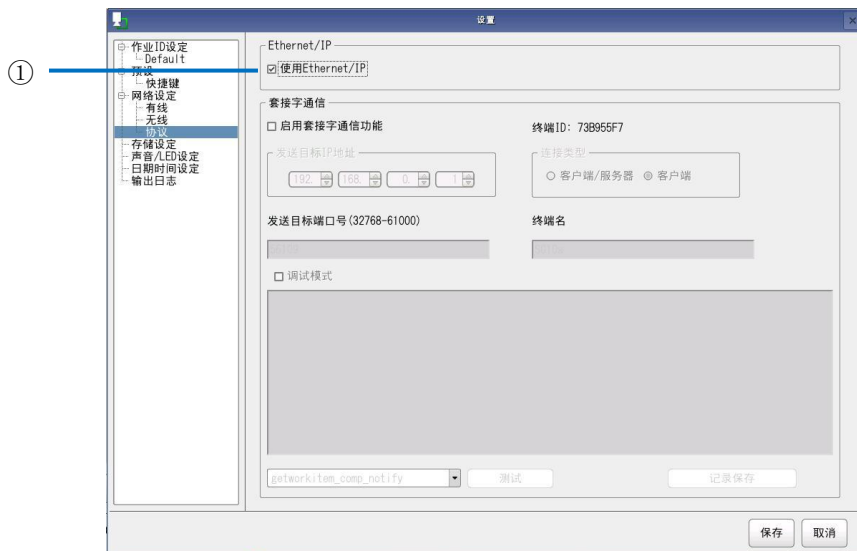 设置
①
作业ID设定
Default
预设
快捷键
网络设定
有线
无线
协议
存储设定
声音/LED设定
日期时间设定
输出日志
Ethernet/IP
使用Ethernet/IP
套接字通信
启用套接字通信功能
终端ID: 73B955F7
发送目标IP地址
192. 168. 0. 1
连接类型
客户端/服务器 客户端
发送目标端口号(32768-61000)
终端名
调试模式
getworkitem_comp_notify
测试
记录保存
保存
取消